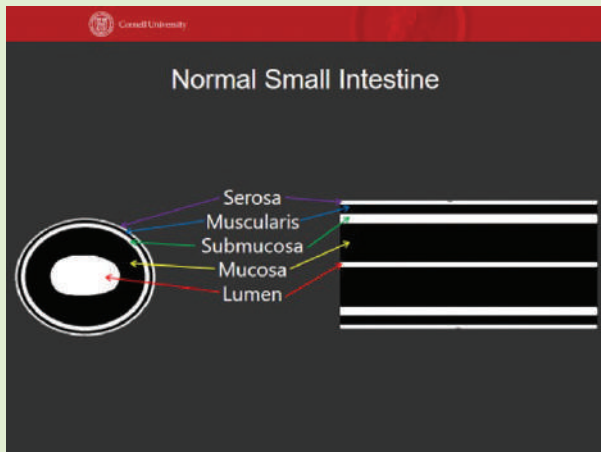 Cornell University
Normal Small Intestine
Serosa
Muscularis
Submucosa
Mucosa
Lumen